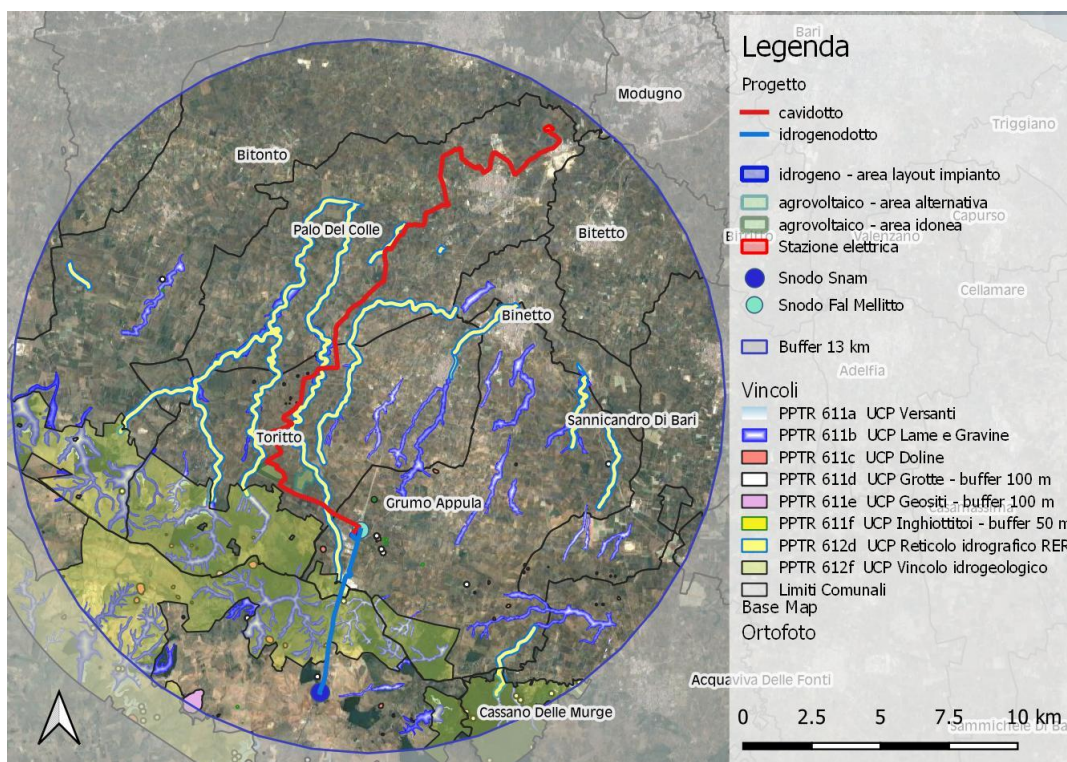 Legenda
Progetto
cavidotto
idrogenodotto
idrogeno - area layout impianto
agrovoltaico - area alternativa
agrovoltaico - area idonea
Stazione elettrica
Snodo Snam
Snodo Fal Mellitto
Buffer 13 km
Vincoli
PPTR 611a UCP Versanti
PPTR 611b UCP Lame e Gravine
PPTR 611c UCP Doline
PPTR 611d UCP Grotte - buffer 100 m
PPTR 611e UCP Geositi - buffer 100 m
PPTR 611f UCP Inghiottitoi - buffer 50 m
PPTR 612d UCP Reticolo idrografico RER
PPTR 612f UCP Vincolo idrogeologico
Limiti Comunali
Base Map
Ortofoto
0 2.5 5 7.5 10 km
Bari
Modugno
Triggiano
Bitonto
Palo Del Colle
Bitetto
Capurso
Valenzano
Cellamare
Binetto
Adelfia
Sannicandro Di Bari
Toritto
Grumo Appula
Casamassima
Acquaviva Delle Fonti
Cassano Delle Murge
Sammichele Di Ba